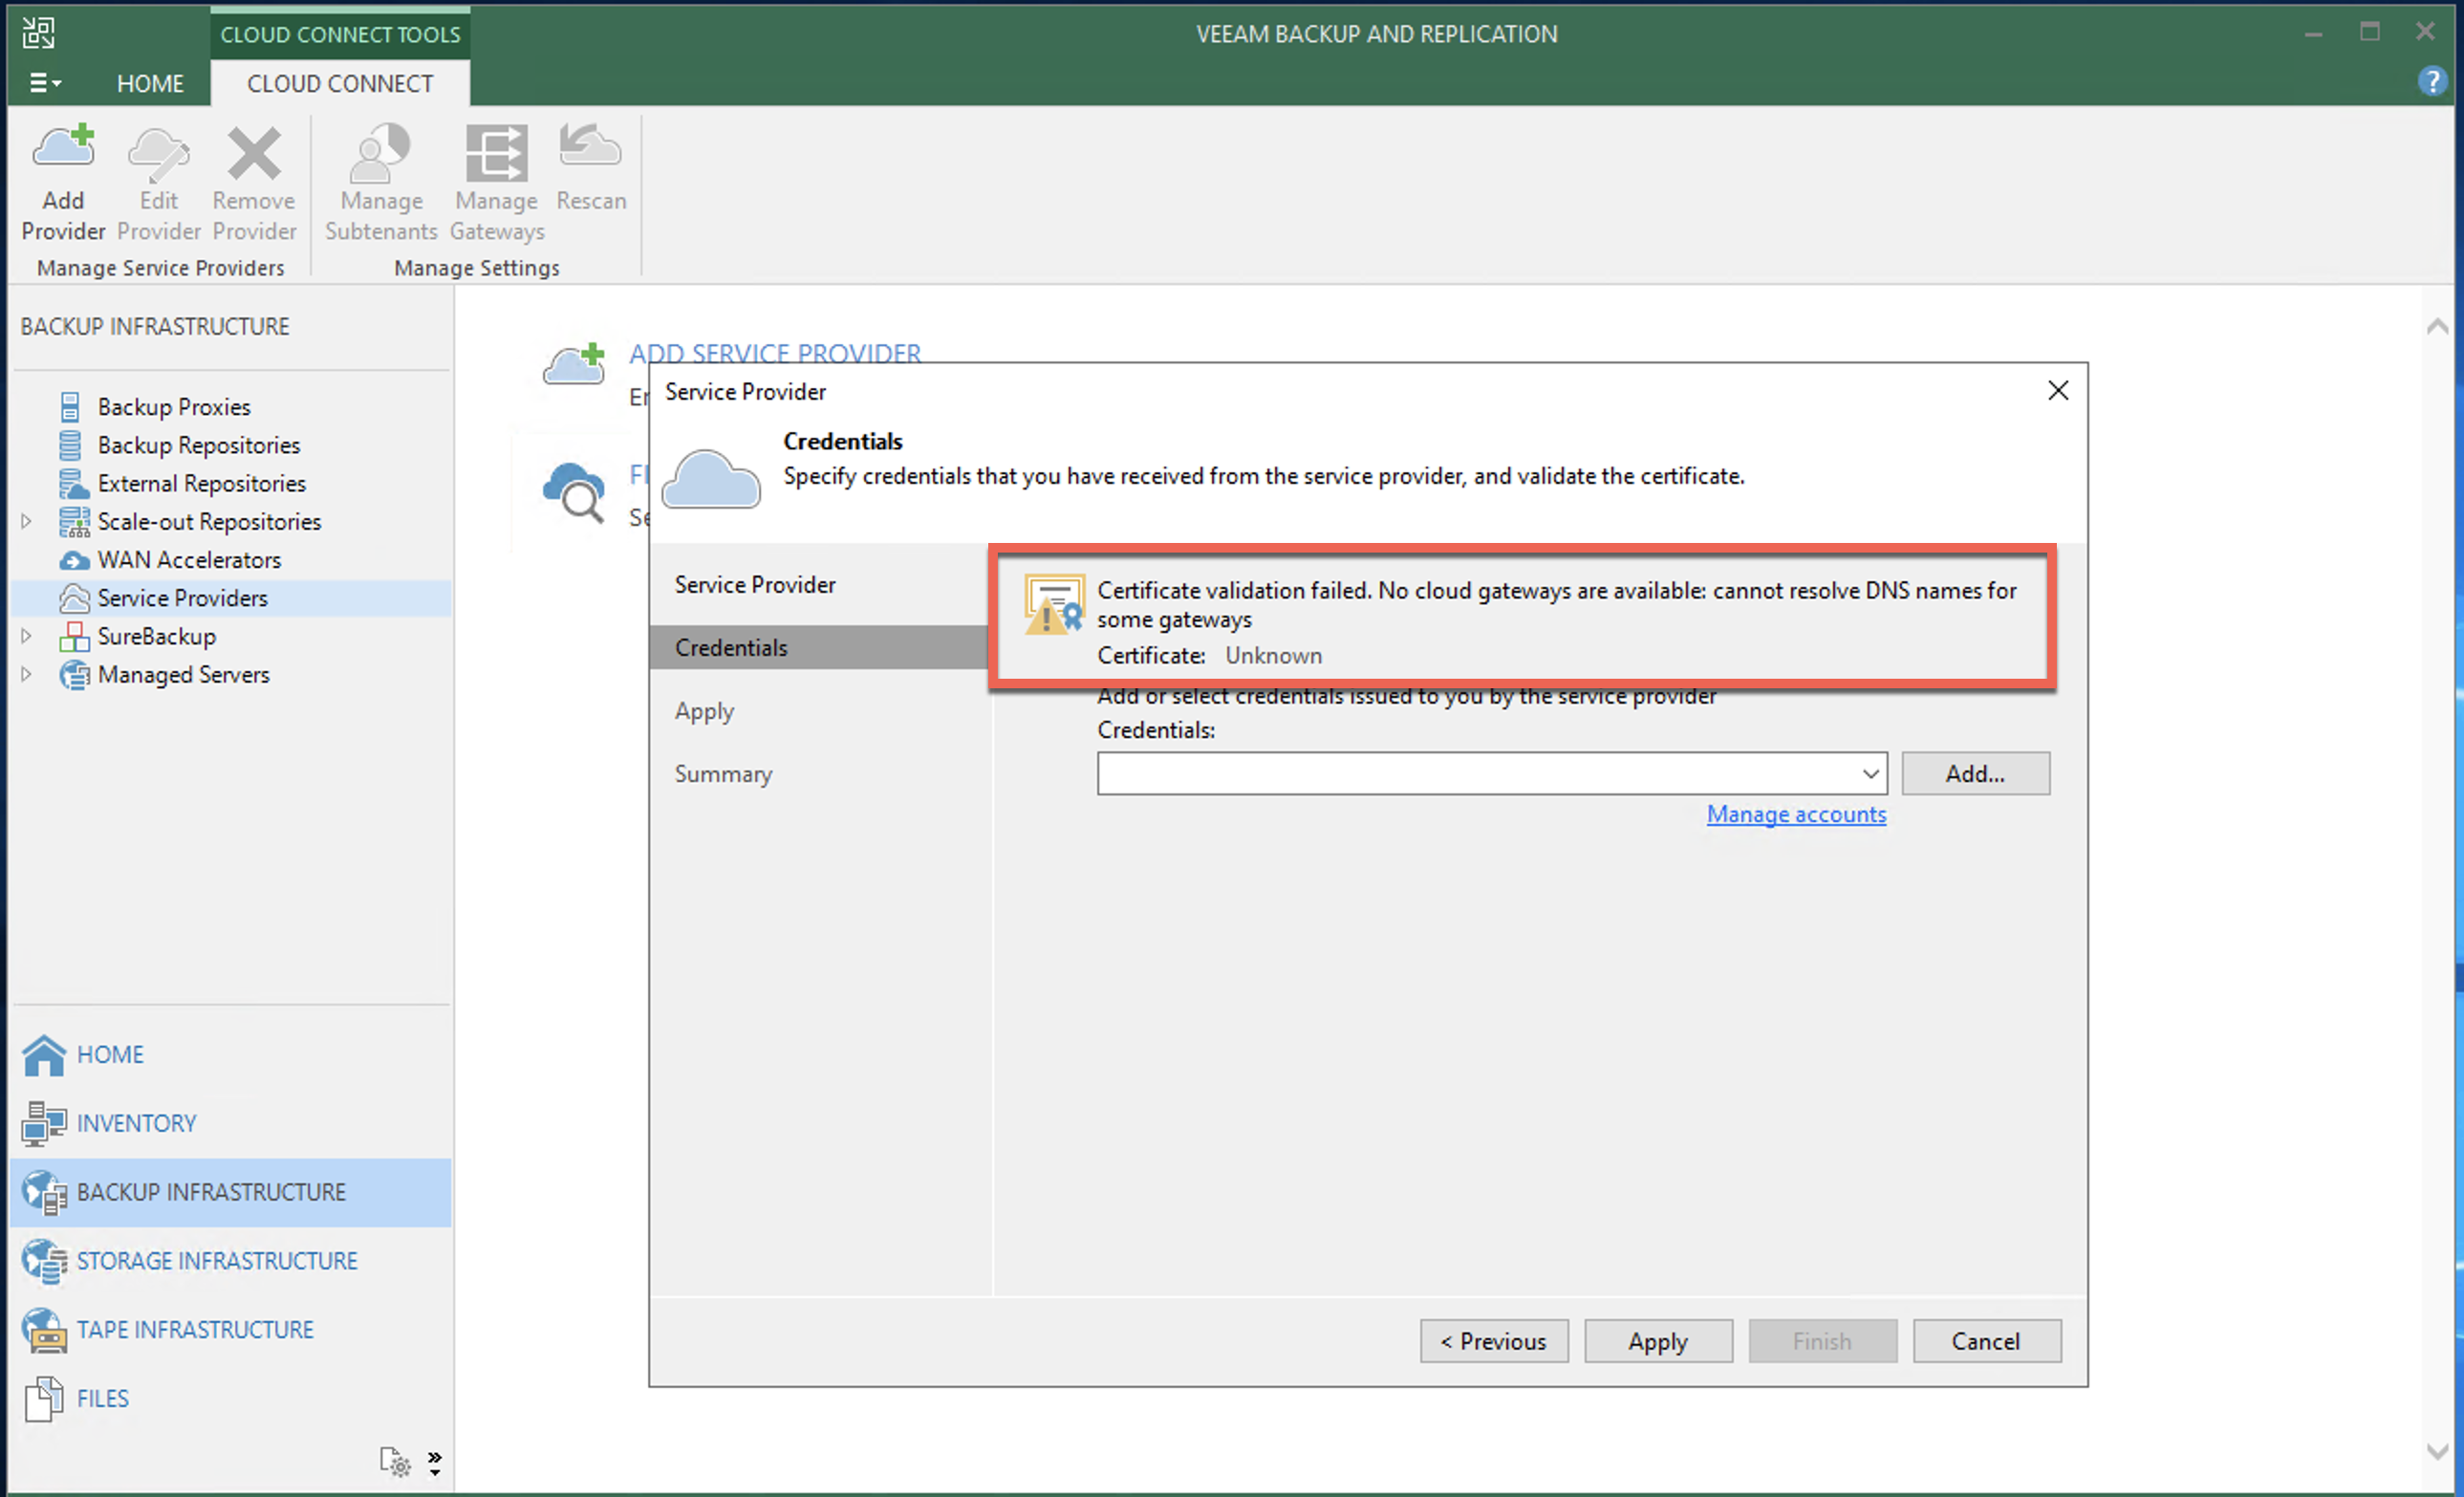 CLOUD CONNECT TOOLS
VEEAM BACKUP AND REPLICATION
HOME
CLOUD CONNECT
?
Add
Provider
Edit
Provider
Remove
Provider
Manage
Subtenants
Manage
Gateways
Rescan
Manage Service Providers
Manage Settings
BACKUP INFRASTRUCTURE
Backup Proxies
Backup Repositories
External Repositories
Scale-out Repositories
WAN Accelerators
Service Providers
SureBackup
Managed Servers
HOME
INVENTORY
BACKUP INFRASTRUCTURE
STORAGE INFRASTRUCTURE
TAPE INFRASTRUCTURE
FILES
ADD SERVICE PROVIDER
Service Provider
Credentials
Specify credentials that you have received from the service provider, and validate the certificate.
Service Provider
Credentials
Apply
Summary
Certificate validation failed. No cloud gateways are available: cannot resolve DNS names for
some gateways
Certificate: Unknown
Add or select credentials issued to you by the service provider
Credentials:
Add...
Manage accounts
< Previous
Apply
Finish
Cancel